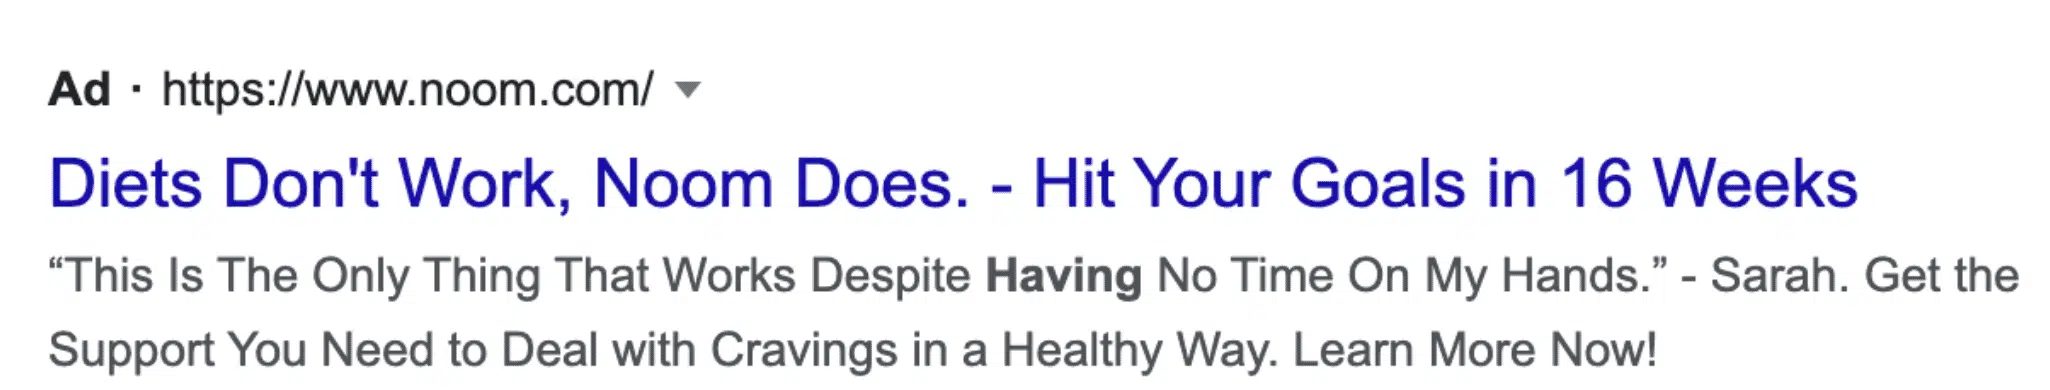 Ad · https://www.noom.com/
Diets Don't Work, Noom Does. - Hit Your Goals in 16 Weeks
“This Is The Only Thing That Works Despite Having No Time On My Hands.” - Sarah. Get the
Support You Need to Deal with Cravings in a Healthy Way. Learn More Now!